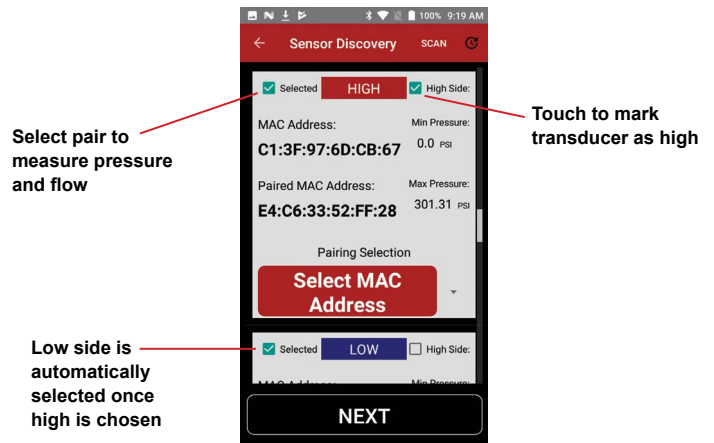 100% 9:19 AM
Sensor Discovery SCAN
Selected HIGH High Side:
MAC Address: Min Pressure:
C1:3F:97:6D:CB:67 0.0 PSI
Paired MAC Address: Max Pressure:
E4:C6:33:52:FF:28 301.31 PSI
Pairing Selection
Select MAC
Address
Selected LOW High Side:
MAC Address: Min Pressure:
NEXT
Select pair to
measure pressure
and flow
Touch to mark
transducer as high
Low side is
automatically
selected once
high is chosen